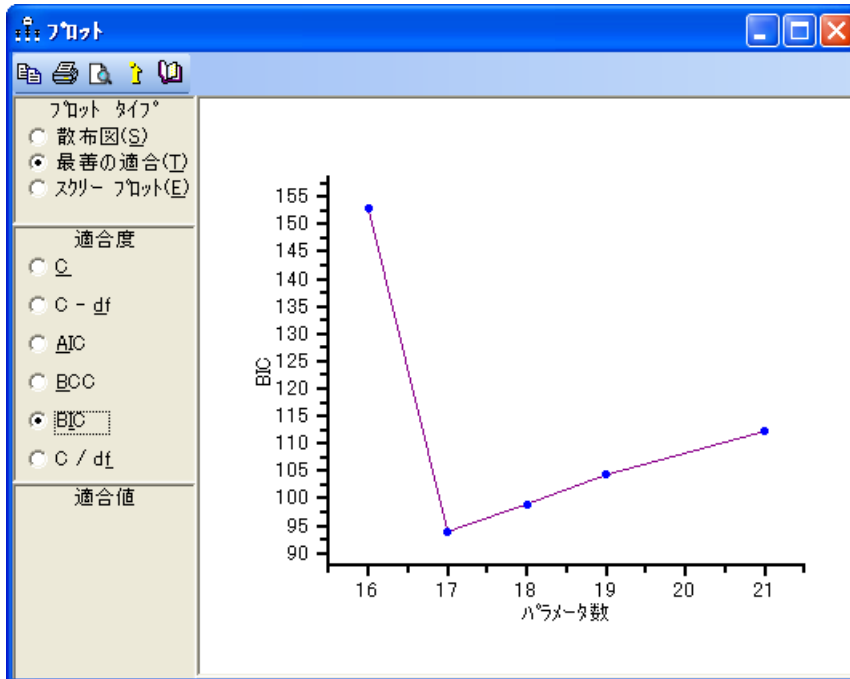 ﾌﾟﾛｯﾄ
ﾌﾟﾛｯﾄ ﾀｲﾌﾟ
散布図(S)
最善の適合(T)
ｽｸﾘｰ ﾌﾟﾛｯﾄ(E)
適合度
C
C - df
AIC
BCC
BIC
C / df
適合値
BIC
155
150
145
140
135
130
125
120
115
110
105
100
95
90
16 17 18 19 20 21
ﾊﾟﾗﾒｰﾀ数